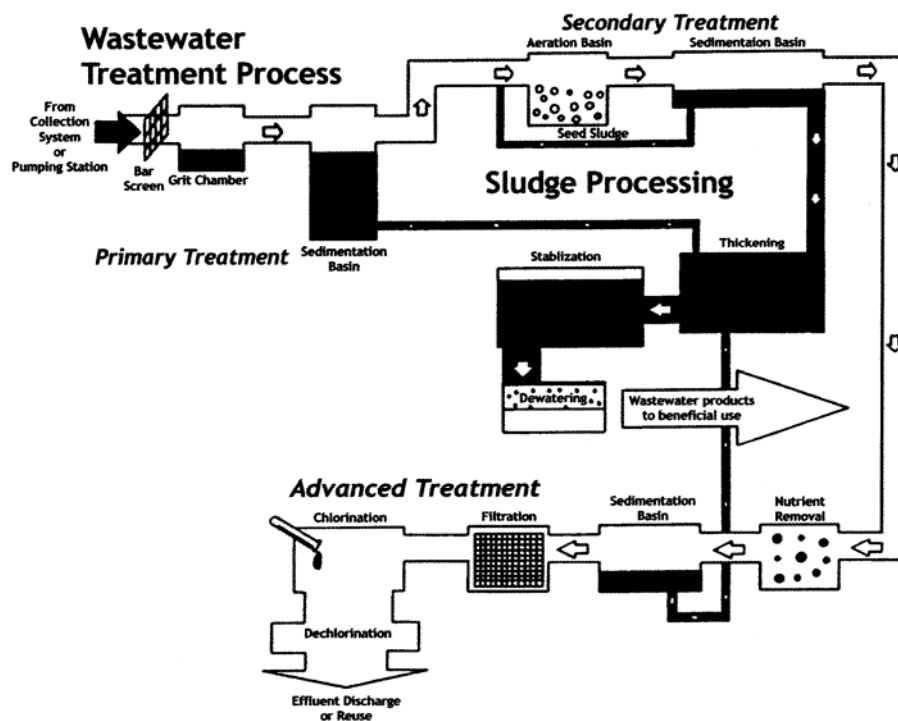 Wastewater
Treatment Process
Secondary Treatment
Aeration Basin
Sedimentaion Basin
From
Collection
System
or
Pumping Station
Bar
Screen
Grit Chamber
Seed Sludge
Sludge Processing
Primary Treatment
Sedimentation
Basin
Thickening
Stablization
Dewatering
Wastewater products
to beneficial use
Advanced Treatment
Chlorination
Filtration
Sedimentation
Basin
Nutrient
Removal
Dechlorination
Effluent Discharge
or Reuse